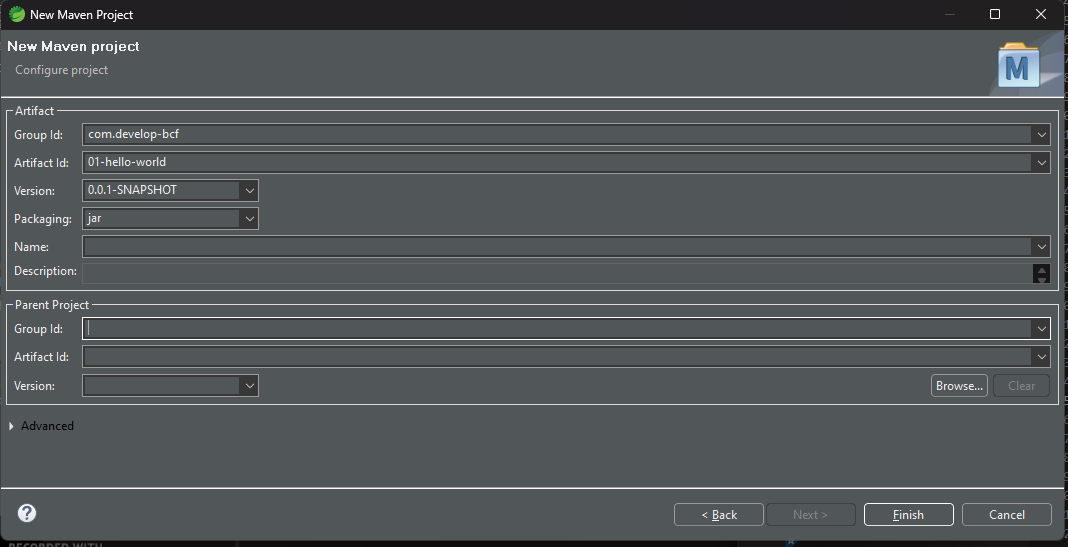 New Maven Project
New Maven project
Configure project
M
Artifact
Group Id: com.develop-bcf
Artifact Id: 01-hello-world
Version: 0.0.1-SNAPSHOT
Packaging: jar
Name:
Description:
Parent Project
Group Id:
Artifact Id:
Version: Browse... Clear
Advanced
? < Back Next > Finish Cancel
RECORDED WITH